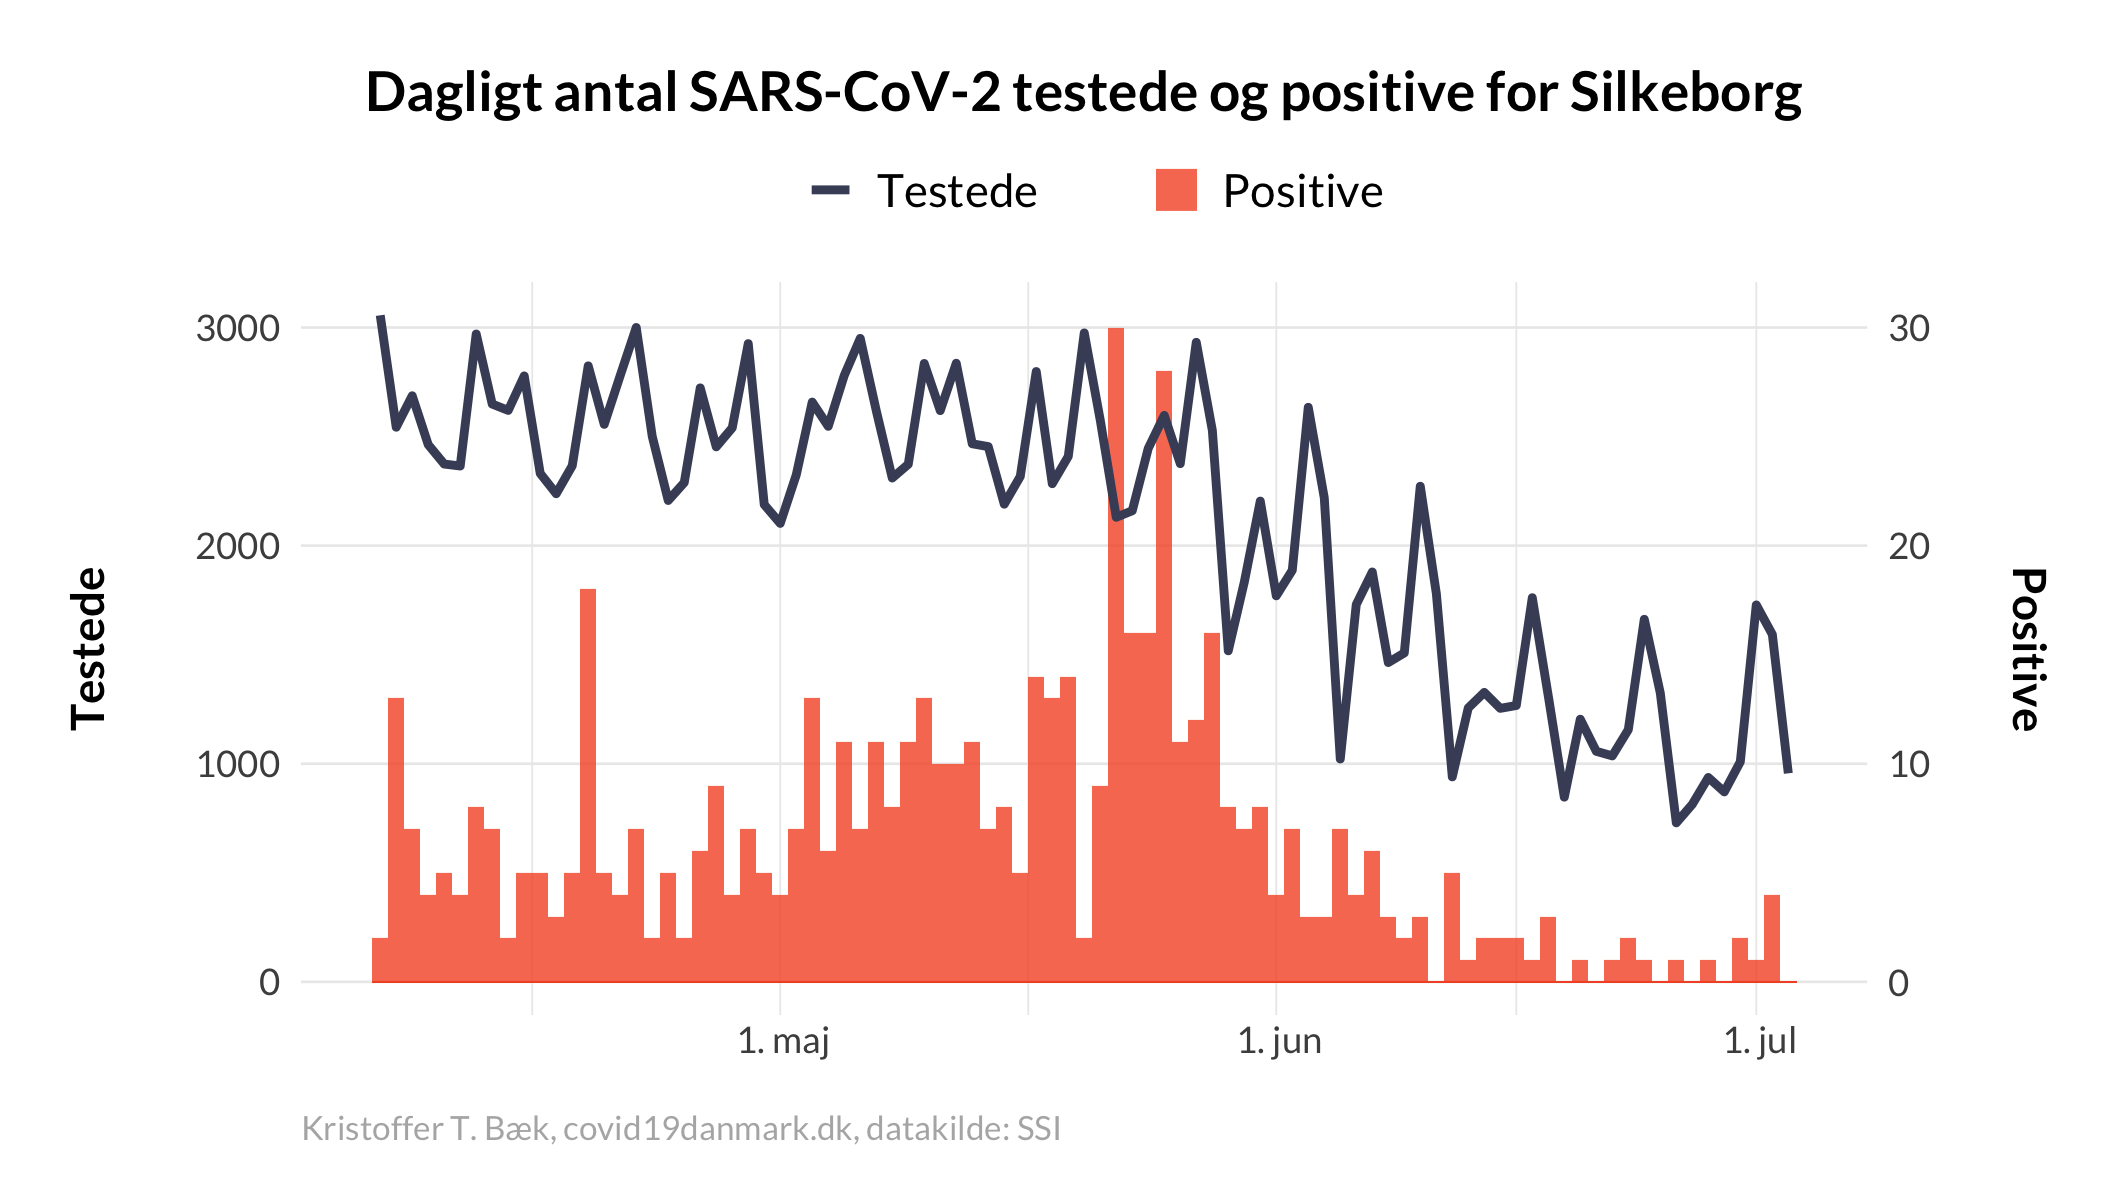 Dagligt antal SARS-CoV-2 testede og positive for Silkeborg
Testede
Positive
3000
2000
1000
0
30
20
10
0
Testede
Positive
1. maj
1. jun
1. jul
Kristoffer T. Bæk, covid19danmark.dk, datakilde: SSI